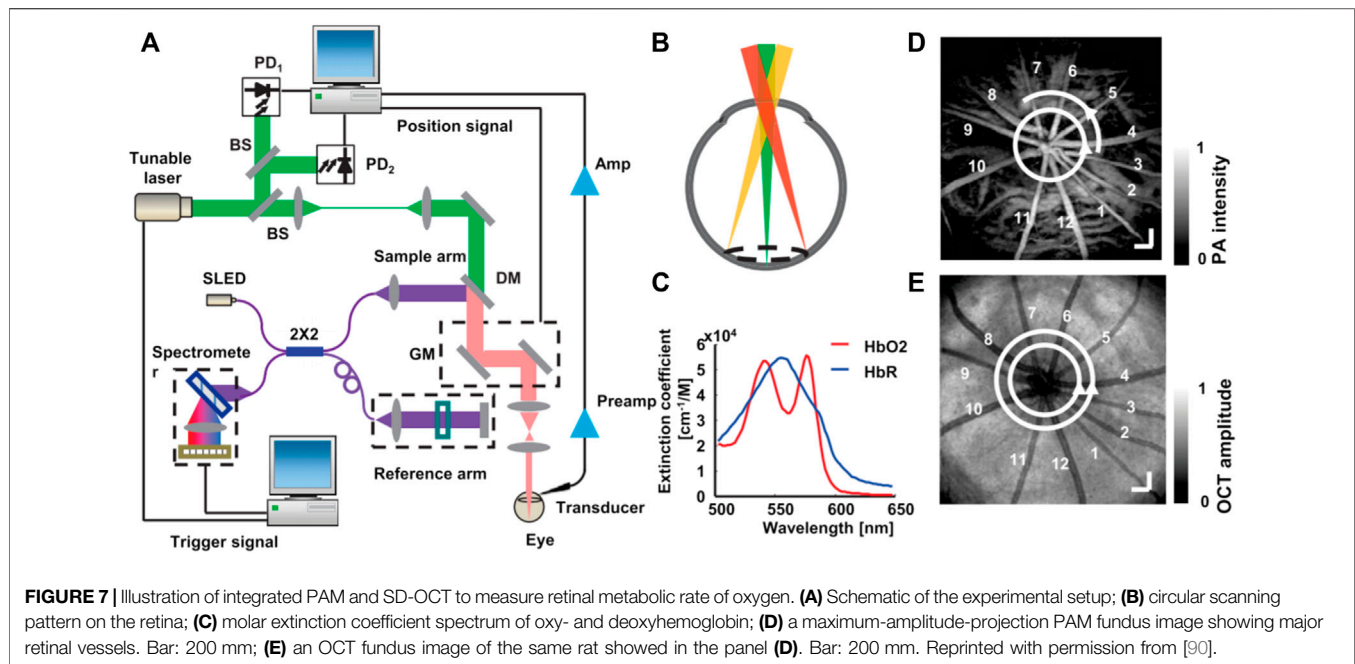 A
PD1
BS
Position signal
PD2
Tunable
laser
Amp
BS
Sample arm
DM
SLED
2X2
GM
Spectromete
r
Preamp
Reference arm
Transducer
Trigger signal
Eye
B
C
x10⁴
6
5
4
3
2
1
0
Extinction coefficient
[cm⁻¹/M]
HbO2
HbR
500 550 600 650
Wavelength [nm]
D
7 6
8 5
9 4
10 3
2
11 12 1
1
PA intensity
0
E
7 6
8 5
9 4
10 3
2
11 12 1
1
OCT amplitude
0
FIGURE 7 | Illustration of integrated PAM and SD-OCT to measure retinal metabolic rate of oxygen. (A) Schematic of the experimental setup; (B) circular scanning
pattern on the retina; (C) molar extinction coefficient spectrum of oxy- and deoxyhemoglobin; (D) a maximum-amplitude-projection PAM fundus image showing major
retinal vessels. Bar: 200 mm; (E) an OCT fundus image of the same rat showed in the panel (D). Bar: 200 mm. Reprinted with permission from [90].